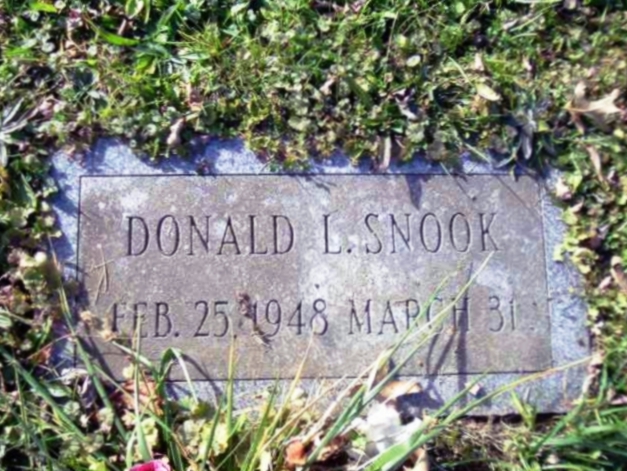 DONALD L. SNOOK
FEB. 25, 1948 MARCH 31